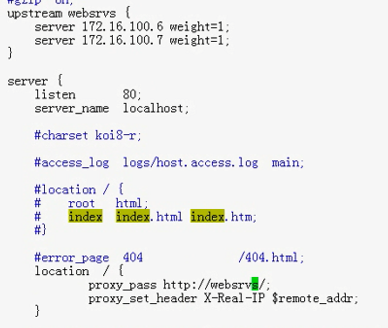 #gzip on;
upstream websrvs {
    server 172.16.100.6 weight=1;
    server 172.16.100.7 weight=1;
}
server {
    listen       80;
    server_name  localhost;
    #charset koi8-r;
    #access_log  logs/host.access.log  main;
    #location / {
    #    root   html;
    #    index  index.html index.htm;
    #}
    #error_page  404              /404.html;
    location  / {
            proxy_pass http://websrvs/;
            proxy_set_header X-Real-IP $remote_addr;
    }